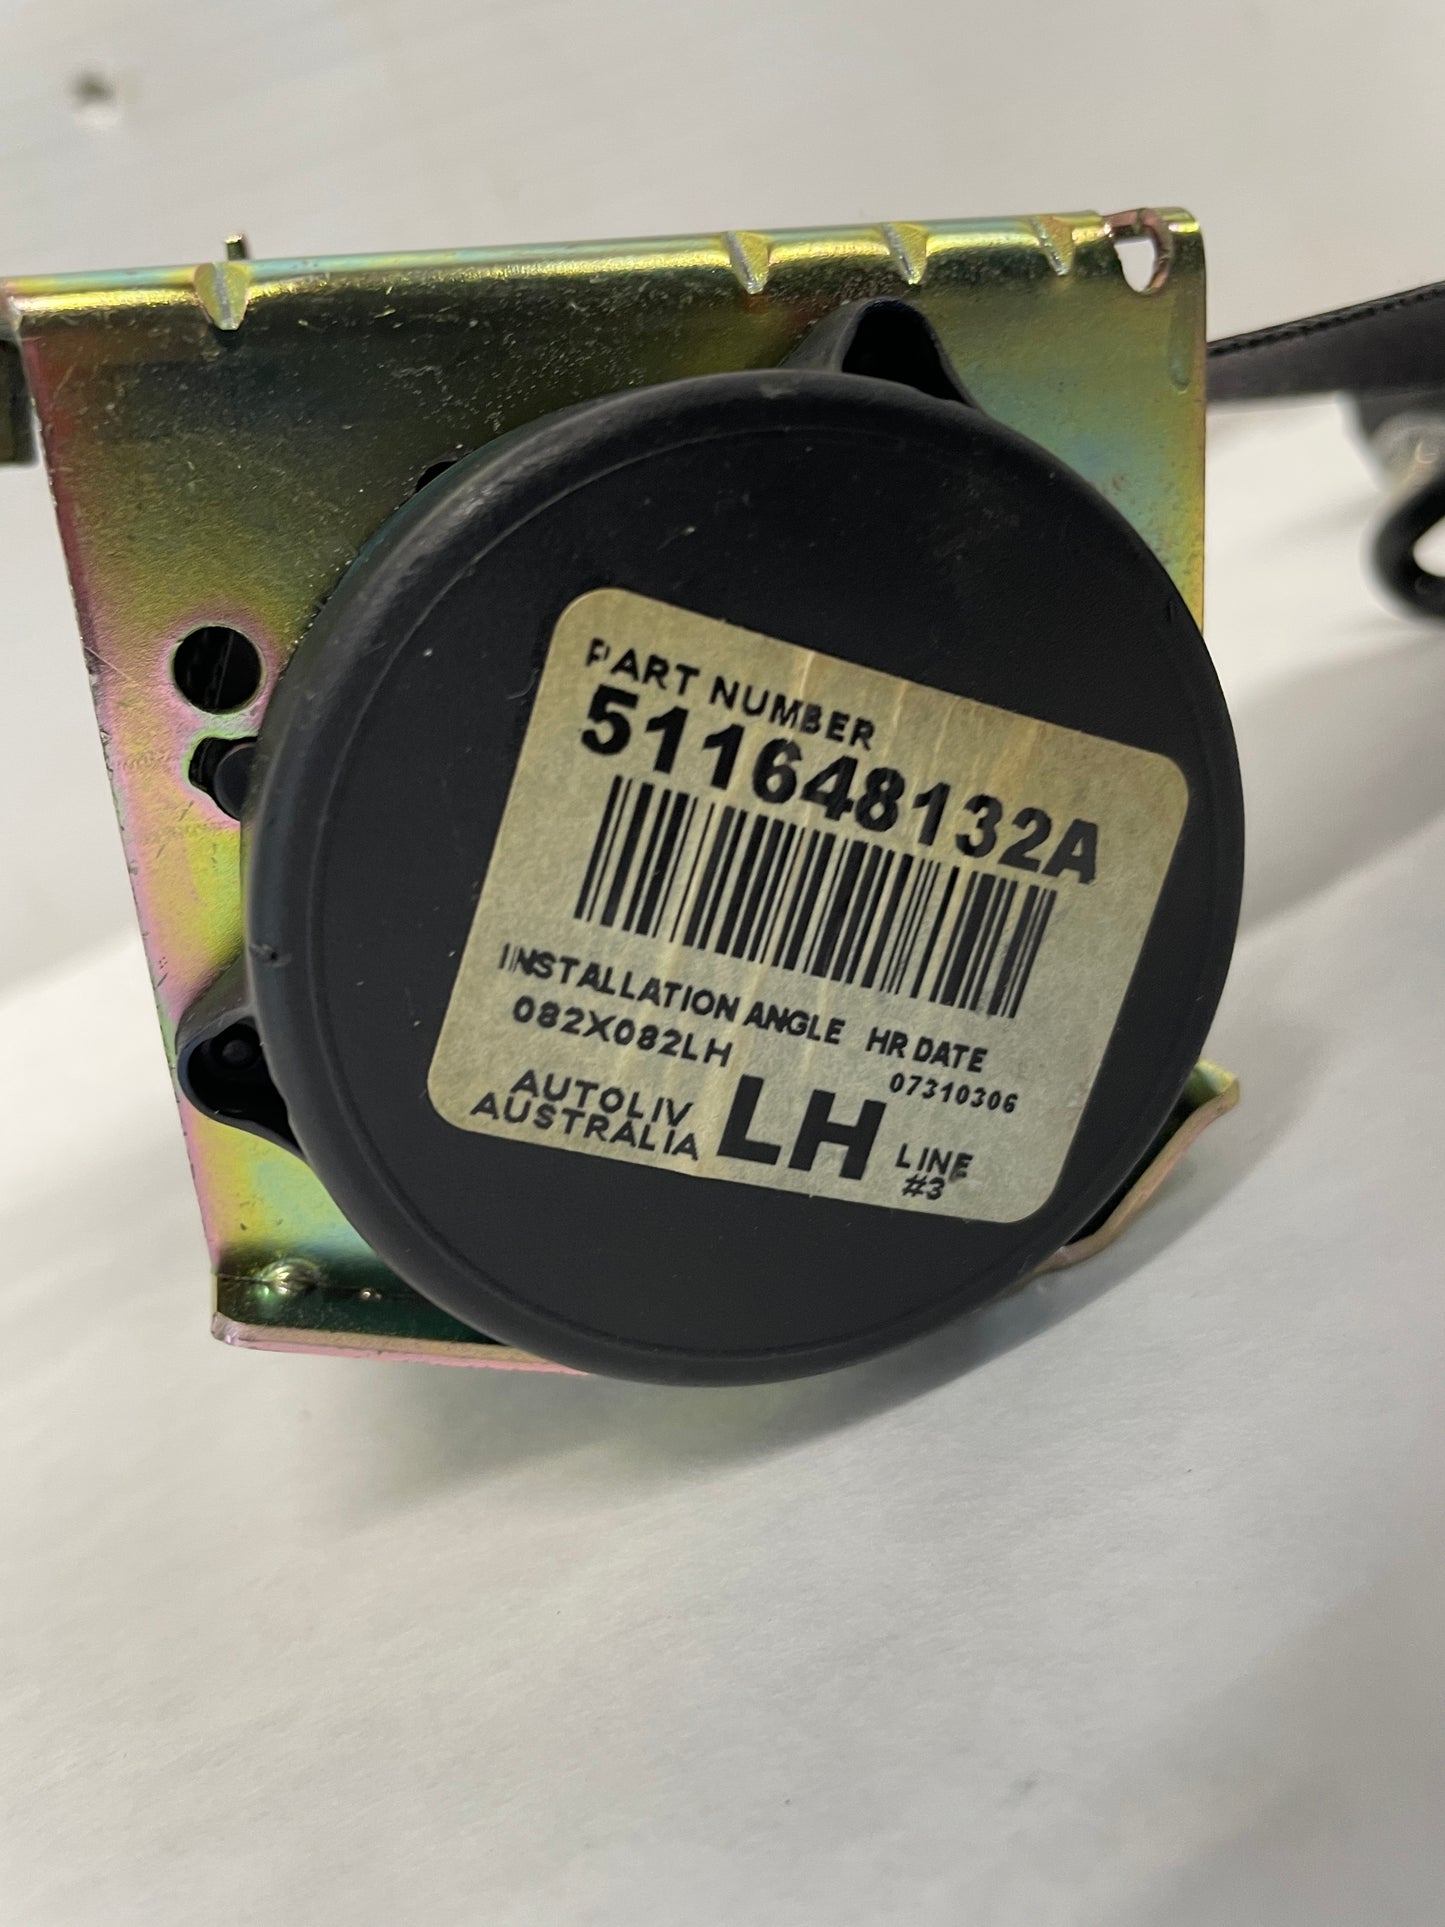 PART NUMBER
511648132A
INSTALLATION ANGLE HR DATE
082X082LH 07310306
AUTOLIV
AUSTRALIA LH LINE
#3